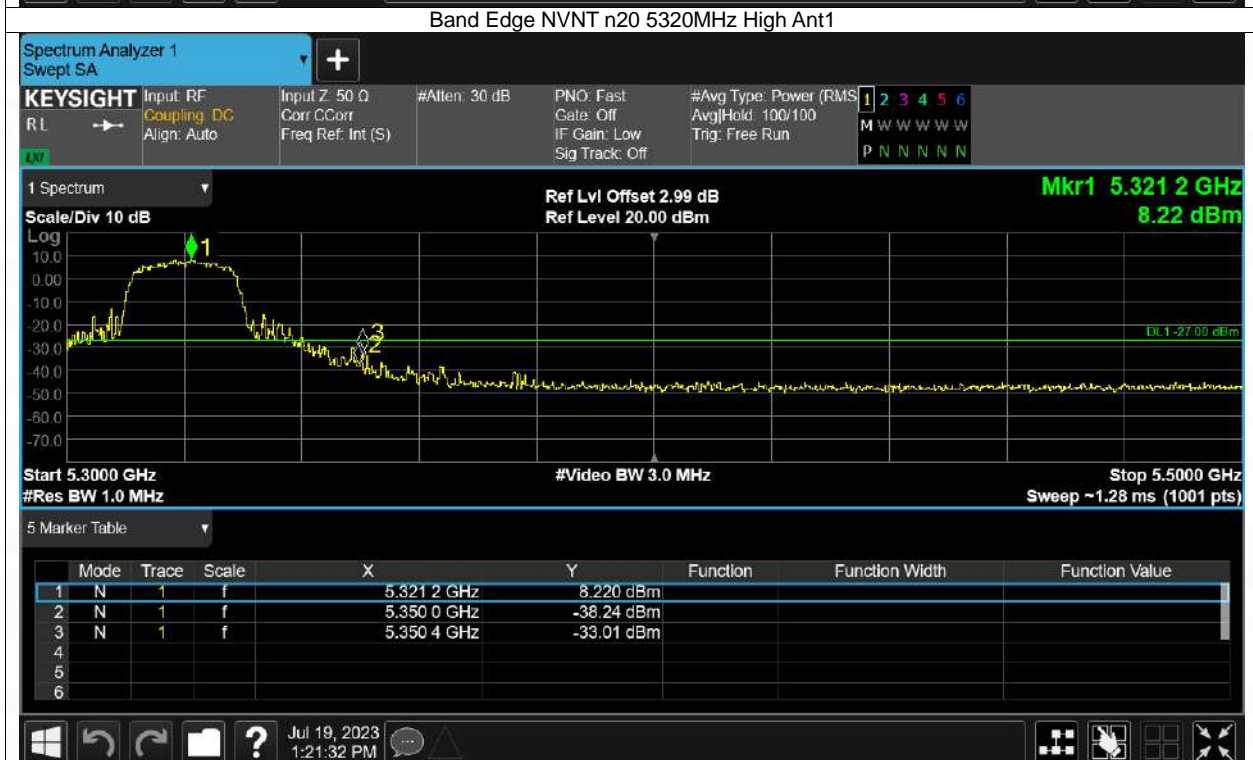 Band Edge NVNT n20 5320MHz High Ant1
Spectrum Analyzer 1
Swept SA
+
KEYSIGHT Input: RF Input Z: 50 Ω #Atten: 30 dB PNO: Fast #Avg Type: Power (RMS 1 2 3 4 5 6
RL Coupling: DC Corr CCorr Gate: Off Avg|Hold: 100/100 M W W W W W
Align: Auto Freq Ref: Int (S) IF Gain: Low Trig: Free Run
LXI Sig Track: Off P N N N N N
1 Spectrum Ref Lvl Offset 2.99 dB Mkr1 5.321 2 GHz
Scale/Div 10 dB Ref Level 20.00 dBm 8.22 dBm
Log
1
10.0
0.00
-10.0
-20.0
3
DL1 -27.00 dBm
2
-30.0
-40.0
-50.0
-60.0
-70.0
Start 5.3000 GHz #Video BW 3.0 MHz Stop 5.5000 GHz
#Res BW 1.0 MHz Sweep ~1.28 ms (1001 pts)
5 Marker Table
Mode Trace Scale X Y Function Function Width Function Value
1 N 1 f 5.321 2 GHz 8.220 dBm
2 N 1 f 5.350 0 GHz -38.24 dBm
3 N 1 f 5.350 4 GHz -33.01 dBm
4
5
6
? Jul 19, 2023
1:21:32 PM